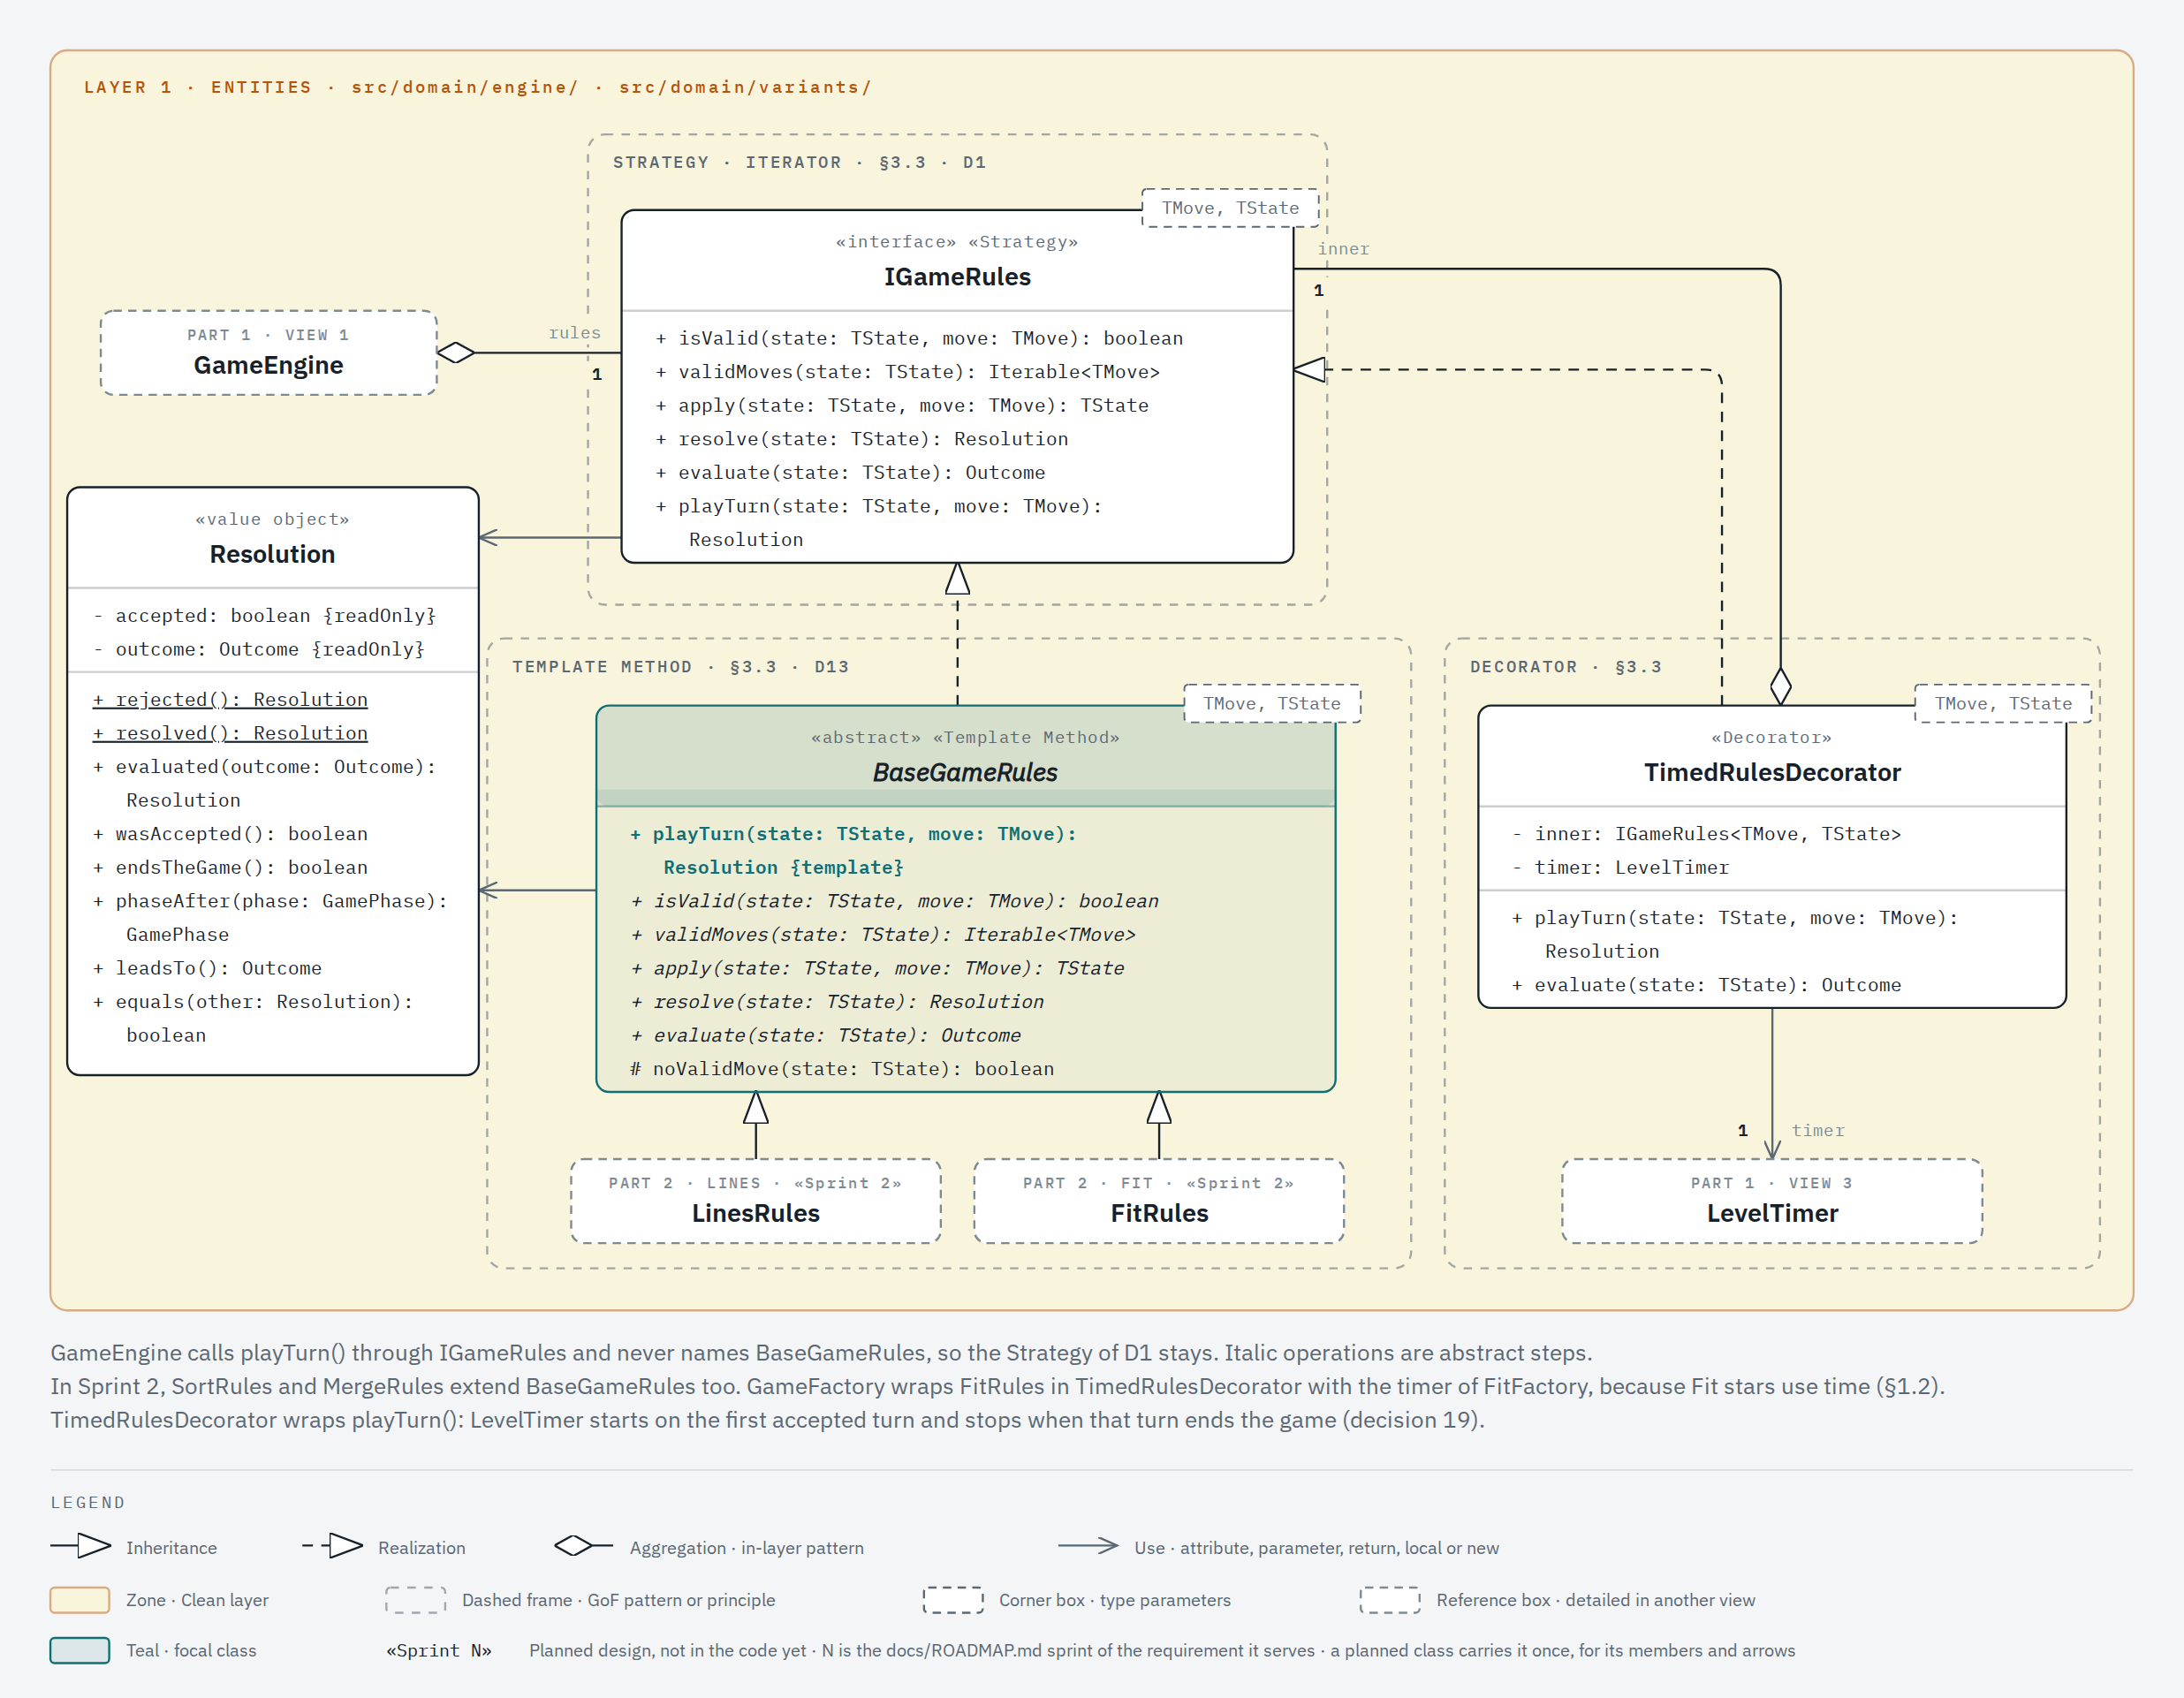 LAYER 1 · ENTITIES · src/domain/engine/ · src/domain/variants/
STRATEGY · ITERATOR · §3.3 · D1
TMove, TState
«interface» «Strategy»
IGameRules
+ isValid(state: TState, move: TMove): boolean
+ validMoves(state: TState): Iterable<TMove>
+ apply(state: TState, move: TMove): TState
+ resolve(state: TState): Resolution
+ evaluate(state: TState): Outcome
+ playTurn(state: TState, move: TMove):
Resolution
inner
1
PART 1 · VIEW 1
GameEngine
rules
1
«value object»
Resolution
- accepted: boolean {readOnly}
- outcome: Outcome {readOnly}
+ rejected(): Resolution
+ resolved(): Resolution
+ evaluated(outcome: Outcome):
Resolution
+ wasAccepted(): boolean
+ endsTheGame(): boolean
+ phaseAfter(phase: GamePhase):
GamePhase
+ leadsTo(): Outcome
+ equals(other: Resolution):
boolean
TEMPLATE METHOD · §3.3 · D13
TMove, TState
«abstract» «Template Method»
BaseGameRules
+ playTurn(state: TState, move: TMove):
Resolution {template}
+ isValid(state: TState, move: TMove): boolean
+ validMoves(state: TState): Iterable<TMove>
+ apply(state: TState, move: TMove): TState
+ resolve(state: TState): Resolution
+ evaluate(state: TState): Outcome
# noValidMove(state: TState): boolean
PART 2 · LINES · «Sprint 2»
LinesRules
PART 2 · FIT · «Sprint 2»
FitRules
DECORATOR · §3.3
TMove, TState
«Decorator»
TimedRulesDecorator
- inner: IGameRules<TMove, TState>
- timer: LevelTimer
+ playTurn(state: TState, move: TMove):
Resolution
+ evaluate(state: TState): Outcome
1 timer
PART 1 · VIEW 3
LevelTimer
GameEngine calls playTurn() through IGameRules and never names BaseGameRules, so the Strategy of D1 stays. Italic operations are abstract steps.
In Sprint 2, SortRules and MergeRules extend BaseGameRules too. GameFactory wraps FitRules in TimedRulesDecorator with the timer of FitFactory, because Fit stars use time (§1.2).
TimedRulesDecorator wraps playTurn(): LevelTimer starts on the first accepted turn and stops when that turn ends the game (decision 19).
LEGEND
Inheritance
Realization
Aggregation · in-layer pattern
Use · attribute, parameter, return, local or new
Zone · Clean layer
Dashed frame · GoF pattern or principle
Corner box · type parameters
Reference box · detailed in another view
Teal · focal class
«Sprint N» Planned design, not in the code yet · N is the docs/ROADMAP.md sprint of the requirement it serves · a planned class carries it once, for its members and arrows